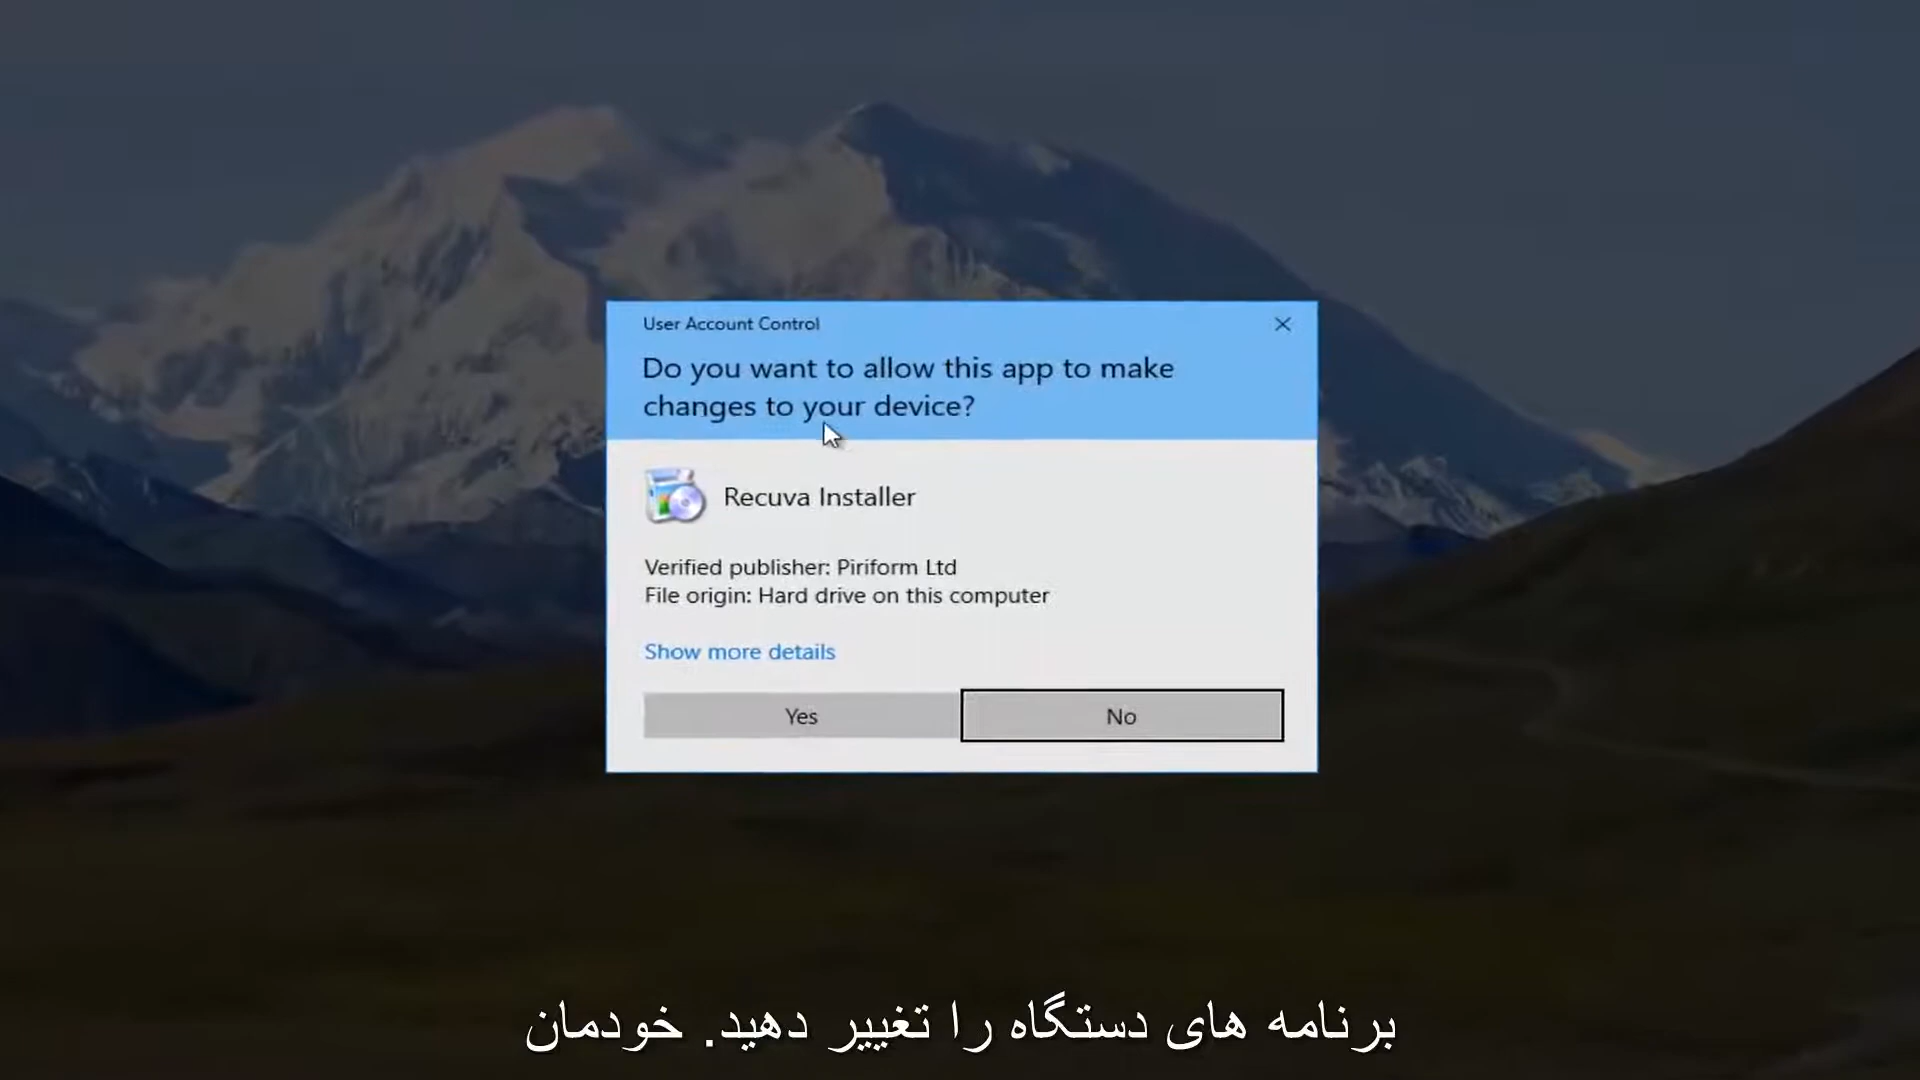 User Account Control
Do you want to allow this app to make
changes to your device?
Recuva Installer
Verified publisher: Piriform Ltd
File origin: Hard drive on this computer
Show more details
Yes
No
برنامه های دستگاه را تغییر دهید. خودمان